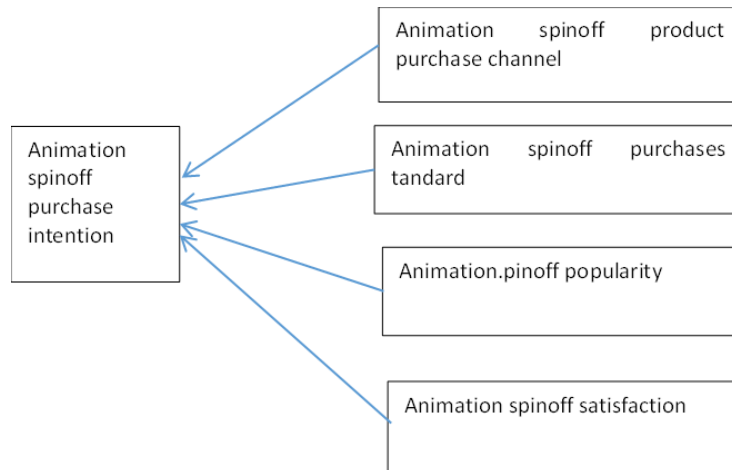 Animation spinoff product
purchase channel
Animation
spinoff
purchase
intention
Animation spinoff purchases
tandard
Animation.pinoff popularity
Animation spinoff satisfaction